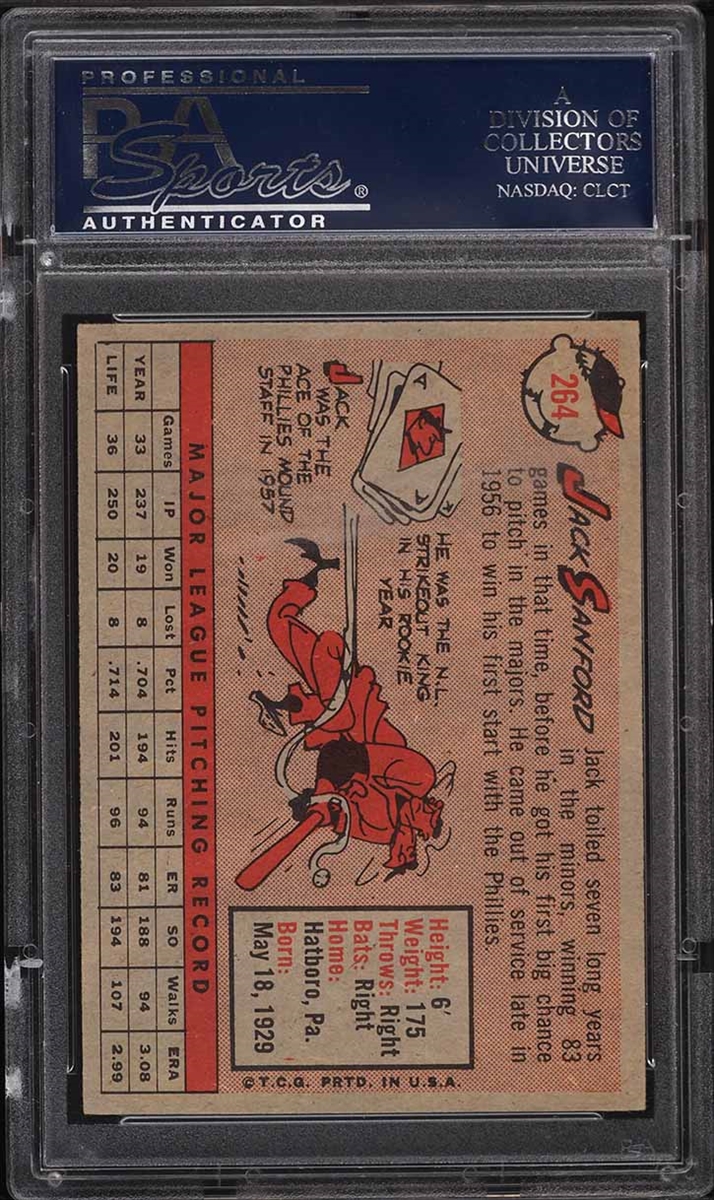 PROFESSIONAL
PSA
Sports®
AUTHENTICATOR
A
DIVISION OF
COLLECTORS
UNIVERSE
NASDAQ: CLCT
264
JACK SANFORD
Jack toiled seven long years
in the minors, winning 83
games in that time, before he got his first big chance
to pitch in the majors. He came out of service late in
1956 to win his first start with the Phillies.
A
A
JACK
WAS THE
ACE OF THE
PHILLIES MOUND
STAFF IN 1957
HE WAS THE N.L.
STRIKEOUT KING
IN HIS ROOKIE
YEAR
Height: 6'
Weight: 175
Throws: Right
Bats: Right
Home:
Hatboro, Pa.
Born:
May 18, 1929
©T.C.G. PRTD. IN U.S.A.
MAJOR LEAGUE PITCHING RECORD
Games IP Won Lost Pct Hits Runs ER SO Walks ERA
YEAR 33 237 19 8 .704 194 94 81 188 94 3.08
LIFE 36 250 20 8 .714 201 96 83 194 107 2.99
PSA